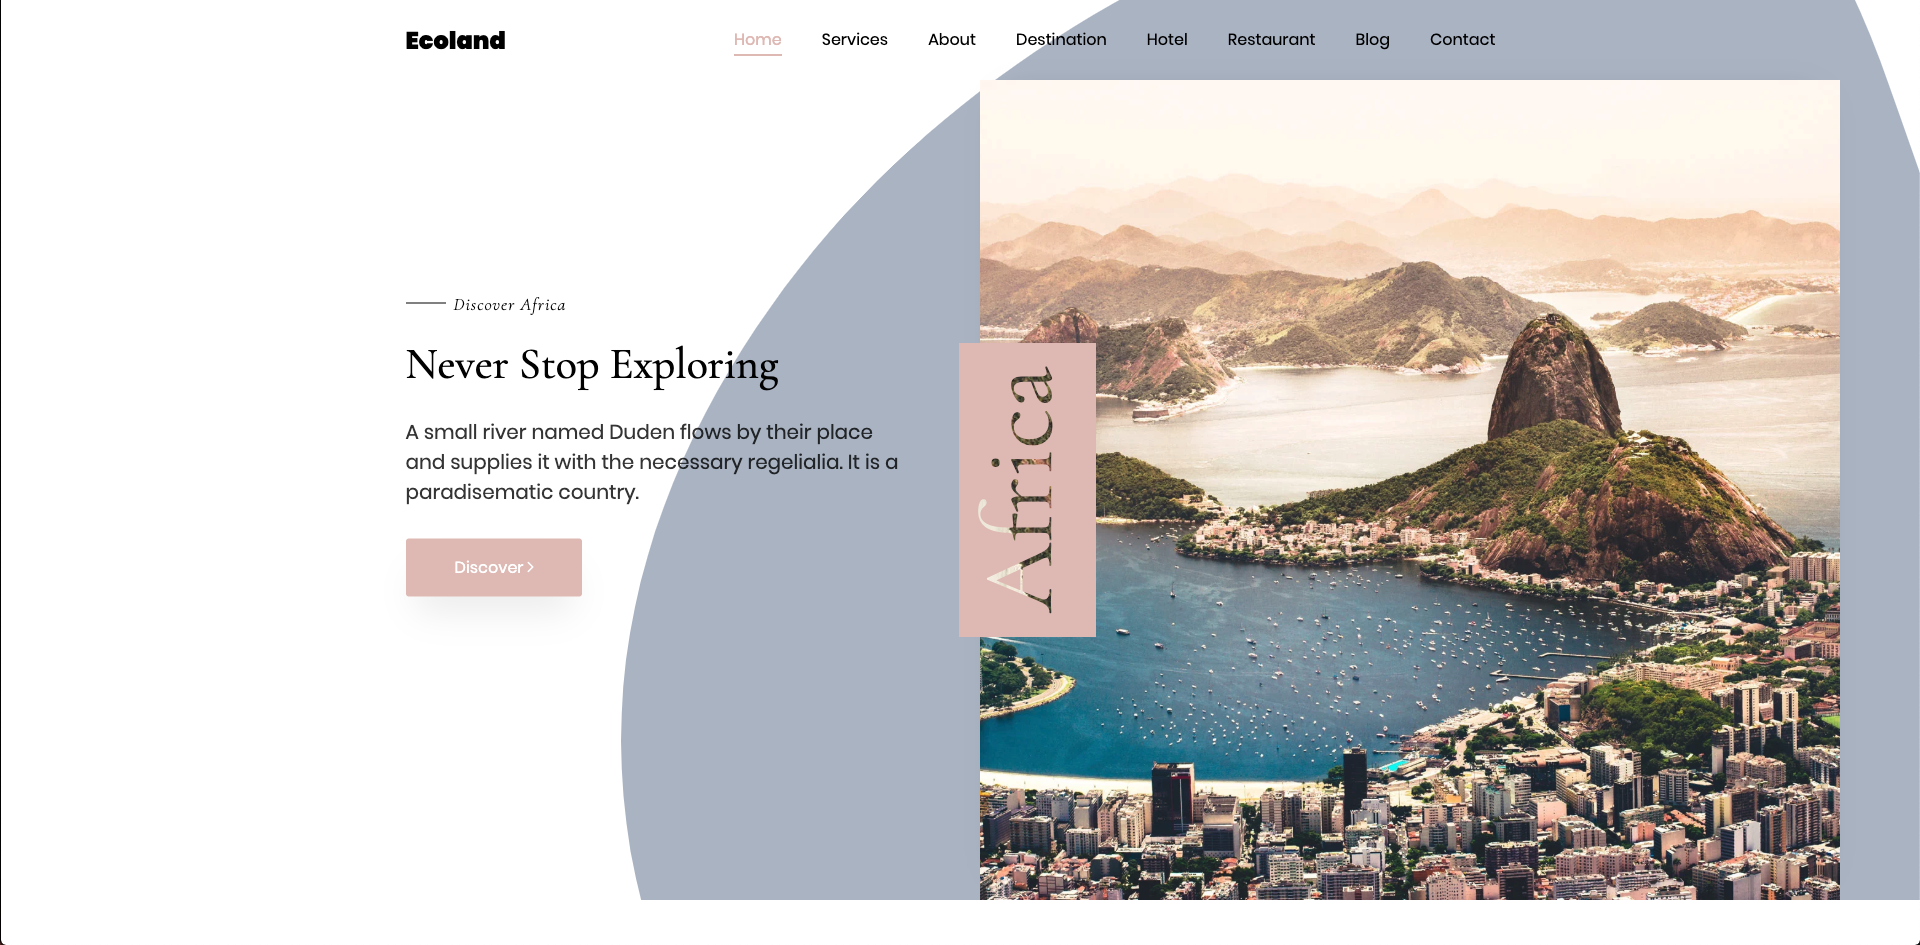 Ecoland
Home Services About Destination Hotel Restaurant Blog Contact
Discover Africa
Never Stop Exploring
A small river named Duden flows by their place
and supplies it with the necessary regelialia. It is a
paradisematic country.
Discover >
Africa